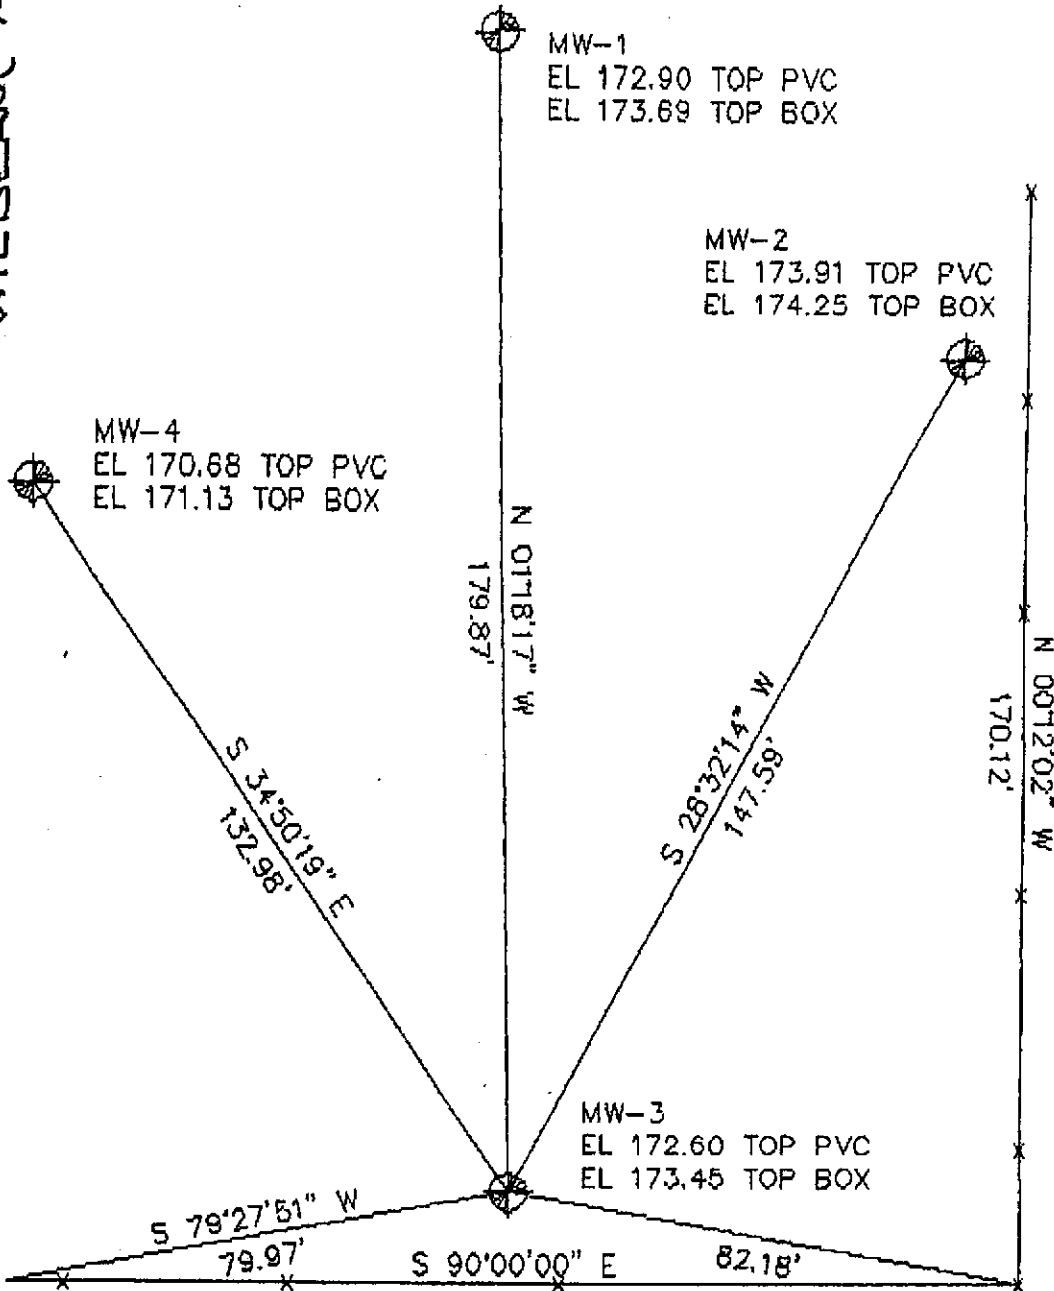 MW-1
EL 172.90 TOP PVC
EL 173.69 TOP BOX
MW-2
EL 173.91 TOP PVC
EL 174.25 TOP BOX
MW-4
EL 170.68 TOP PVC
EL 171.13 TOP BOX
N 01°18'17" W
179.87'
S 28°32'14" W
147.59'
N 00°12'02" W
170.12'
S 34°50'19" E
132.98'
MW-3
EL 172.60 TOP PVC
EL 173.45 TOP BOX
S 79°27'51" W
79.97'
S 90°00'00" E
82.18'